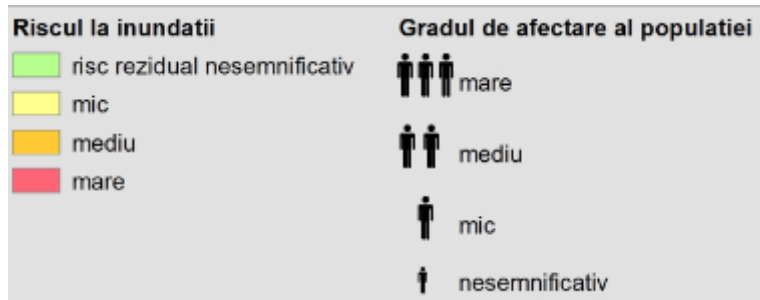 Riscul la inundatii
risc rezidual nesemnificativ
mic
mediu
mare
Gradul de afectare al populatiei
mare
mediu
mic
nesemnificativ